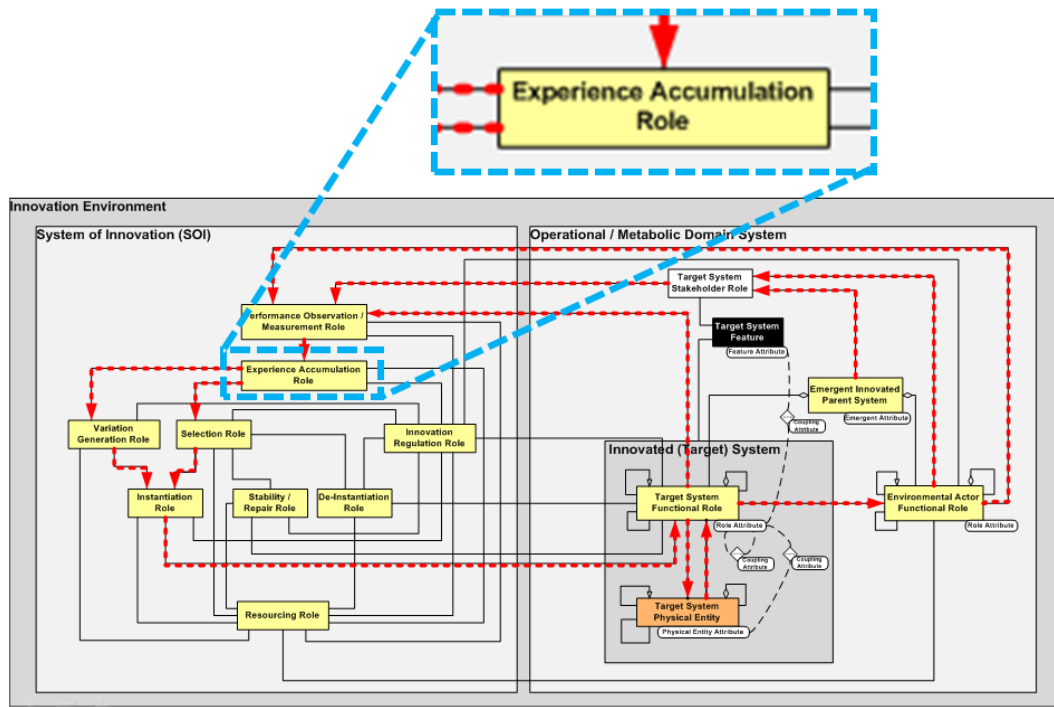 Experience Accumulation
Role
Innovation Environment
System of Innovation (SOI)
Operational / Metabolic Domain System
Target System
Stakeholder Role
Performance Observation /
Measurement Role
Target System
Feature
Feature Attribute
Experience Accumulation
Role
Emergent Innovated
Parent System
Emergent Attribute
Coupling
Attribute
Variation
Generation Role
Selection Role
Innovation
Regulation Role
Innovated (Target) System
Instantiation
Role
Stability /
Repair Role
De-Instantiation
Role
Target System
Functional Role
Role Attribute
Environmental Actor
Functional Role
Role Attribute
Coupling
Attribute
Coupling
Attribute
Resourcing Role
Target System
Physical Entity
Physical Entity Attribute